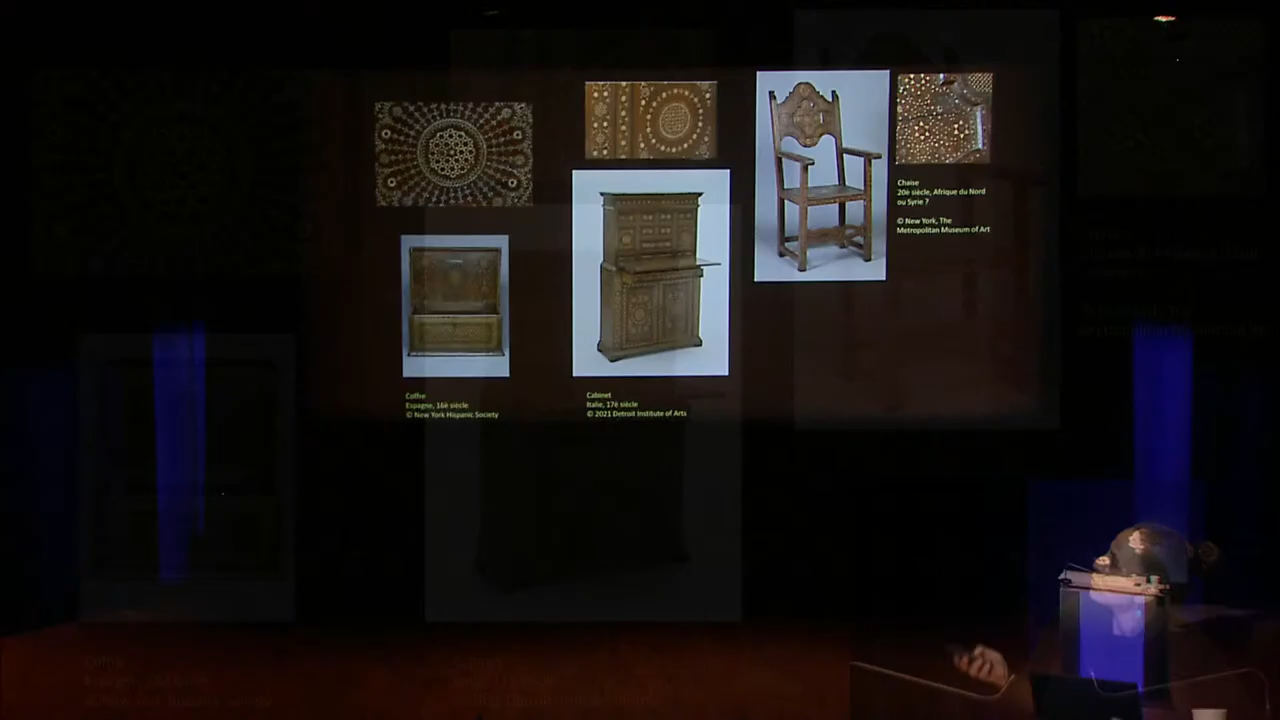 Chaise
20è siècle, Afrique du Nord
ou Syrie ?
© New York, The
Metropolitan Museum of Art
Coffre
Espagne, 16è siècle
© New York Hispanic Society
Cabinet
Italie, 17è siècle
© 2021 Detroit Institute of Arts